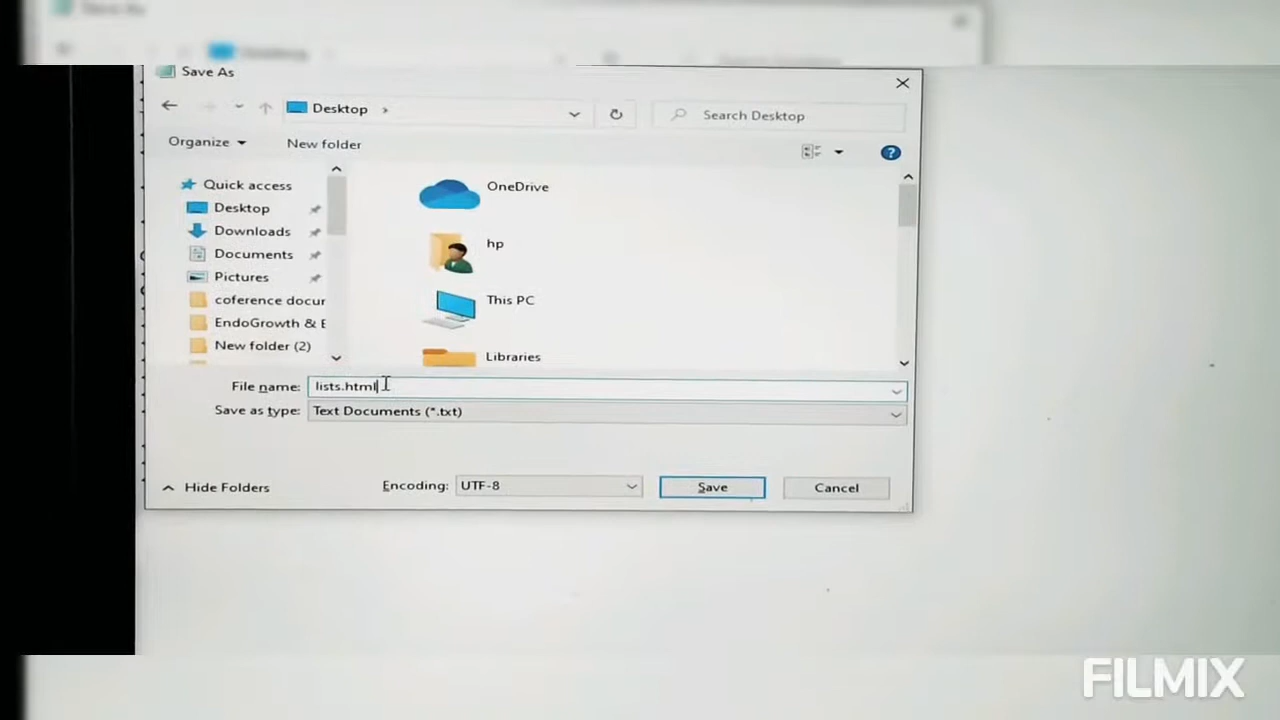 Save As
Desktop
Search Desktop
Organize
New folder
Quick access
Desktop
Downloads
Documents
Pictures
coference docur
EndoGrowth & E
New folder (2)
OneDrive
hp
This PC
Libraries
File name: lists.html
Save as type: Text Documents (*.txt)
Hide Folders
Encoding: UTF-8
Save
Cancel
FILMIX